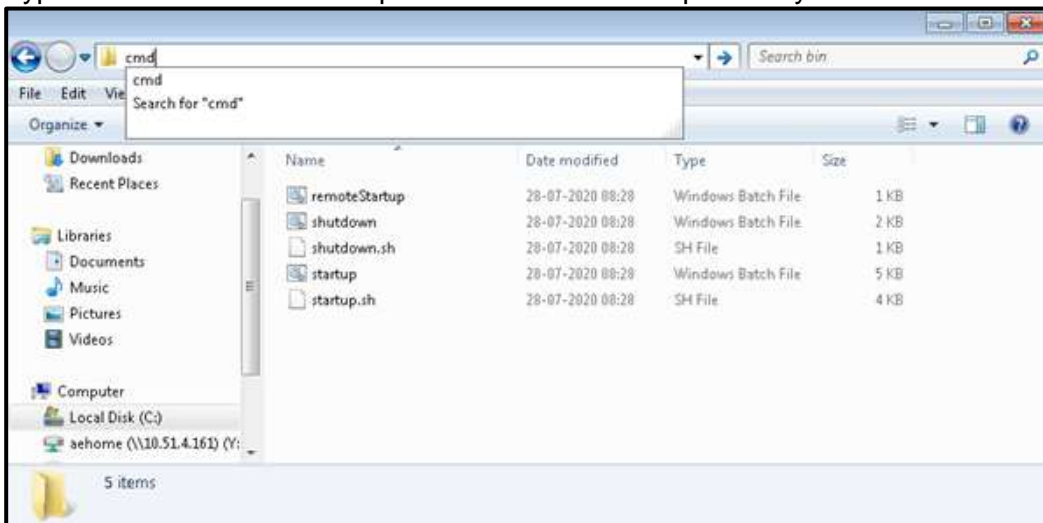 cmd
Search bin
cmd
Search for "cmd"
File Edit Vie
Organize
Downloads
Recent Places
Libraries
Documents
Music
Pictures
Videos
Computer
Local Disk (C:)
aehome (\\10.51.4.161) (Y:
Name Date modified Type Size
remoteStartup 28-07-2020 08:28 Windows Batch File 1 KB
shutdown 28-07-2020 08:28 Windows Batch File 2 KB
shutdown.sh 28-07-2020 08:28 SH File 1 KB
startup 28-07-2020 08:28 Windows Batch File 5 KB
startup.sh 28-07-2020 08:28 SH File 4 KB
5 items